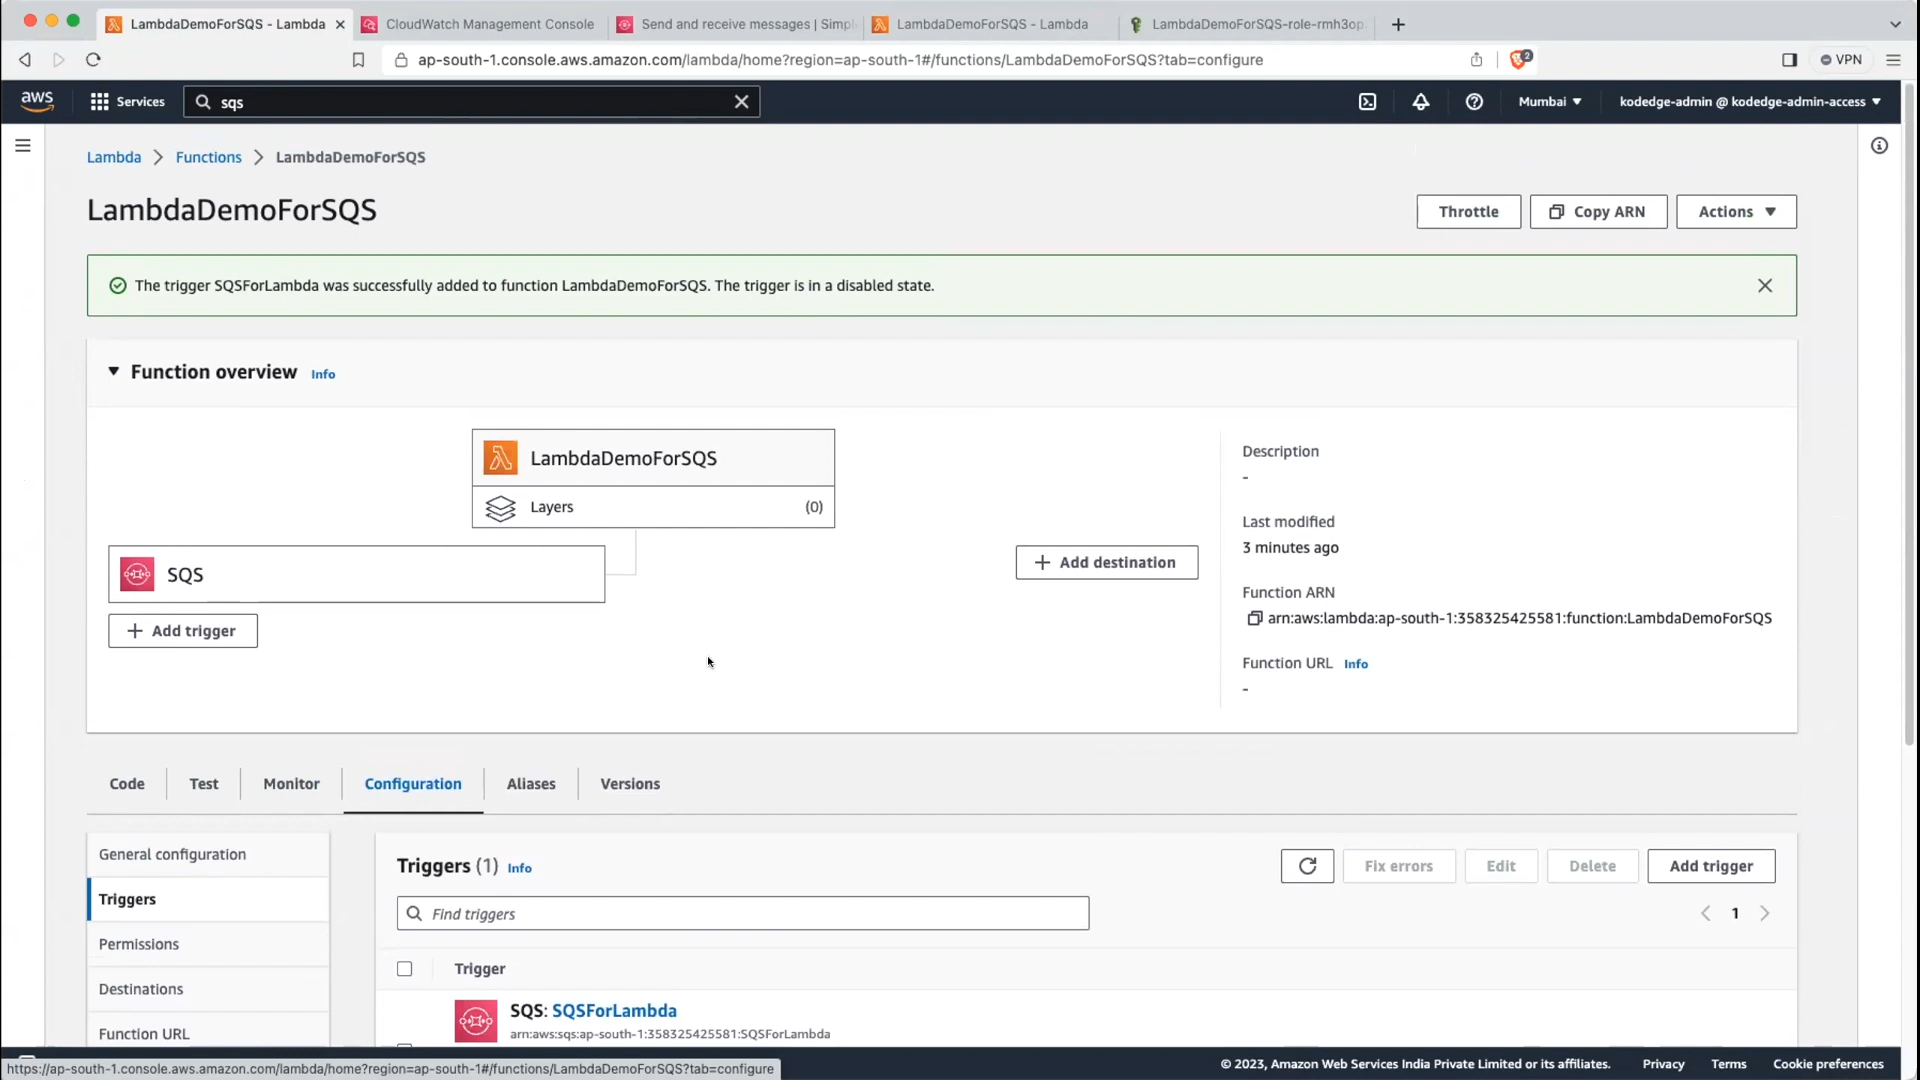 LambdaDemoForSQS - Lambda
CloudWatch Management Console
Send and receive messages | Simpl
LambdaDemoForSQS - Lambda
LambdaDemoForSQS-role-rmh3op
ap-south-1.console.aws.amazon.com/lambda/home?region=ap-south-1#/functions/LambdaDemoForSQS?tab=configure
2
VPN
aws
Services
sqs
Mumbai
kodedge-admin @ kodedge-admin-access
Lambda > Functions > LambdaDemoForSQS
LambdaDemoForSQS
Throttle
Copy ARN
Actions
The trigger SQSForLambda was successfully added to function LambdaDemoForSQS. The trigger is in a disabled state.
Function overview Info
LambdaDemoForSQS
Layers (0)
SQS
+ Add trigger
+ Add destination
Description
-
Last modified
3 minutes ago
Function ARN
arn:aws:lambda:ap-south-1:358325425581:function:LambdaDemoForSQS
Function URL Info
-
Code
Test
Monitor
Configuration
Aliases
Versions
General configuration
Triggers
Permissions
Destinations
Function URL
Triggers (1) Info
Fix errors
Edit
Delete
Add trigger
Find triggers
1
Trigger
SQS: SQSForLambda
arn:aws:sqs:ap-south-1:358325425581:SQSForLambda
https://ap-south-1.console.aws.amazon.com/lambda/home?region=ap-south-1#/functions/LambdaDemoForSQS?tab=configure
© 2023, Amazon Web Services India Private Limited or its affiliates.
Privacy
Terms
Cookie preferences